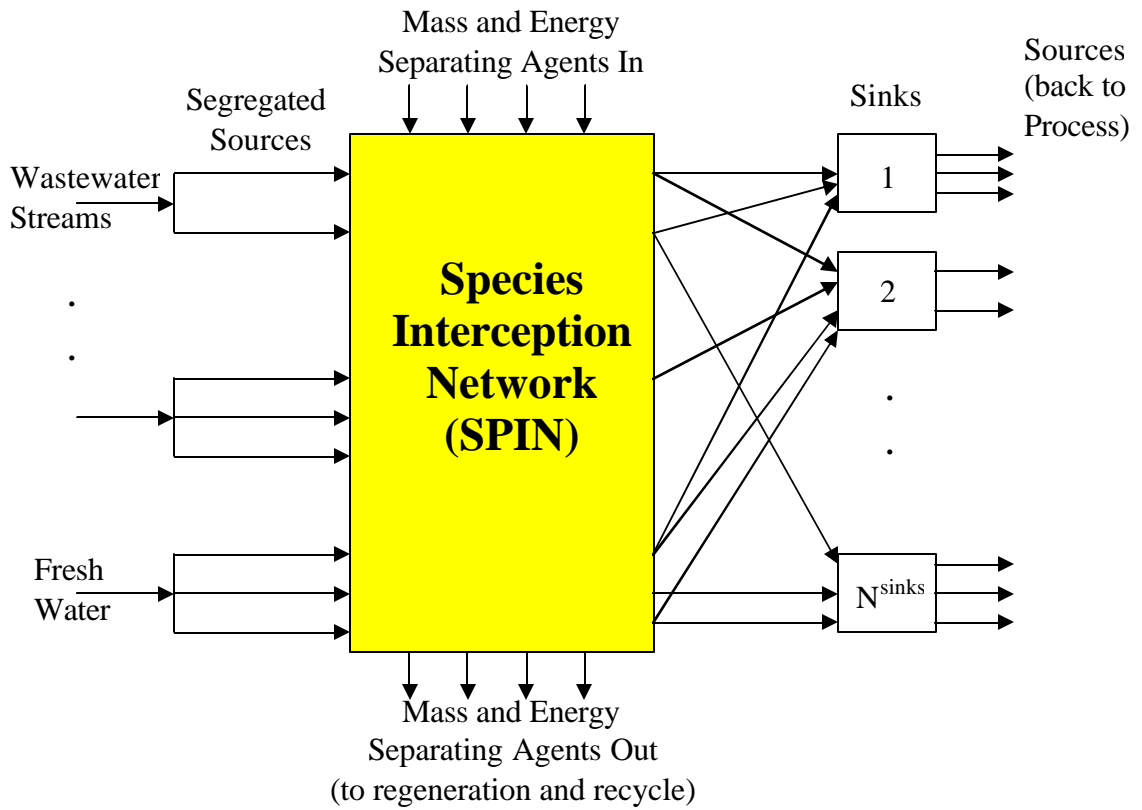 Mass and Energy
Separating Agents In
Segregated
Sources
Sinks
Sources
(back to
Process)
Wastewater
Streams
.
.
Species
Interception
Network
(SPIN)
1
2
.
.
Fresh
Water
N^sinks
Mass and Energy
Separating Agents Out
(to regeneration and recycle)